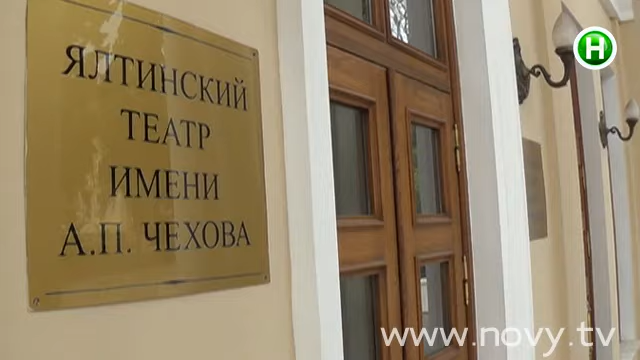 ЯЛТИНСКИЙ
ТЕАТР
ИМЕНИ
А.П. ЧЕХОВА
Н
www.novy.tv